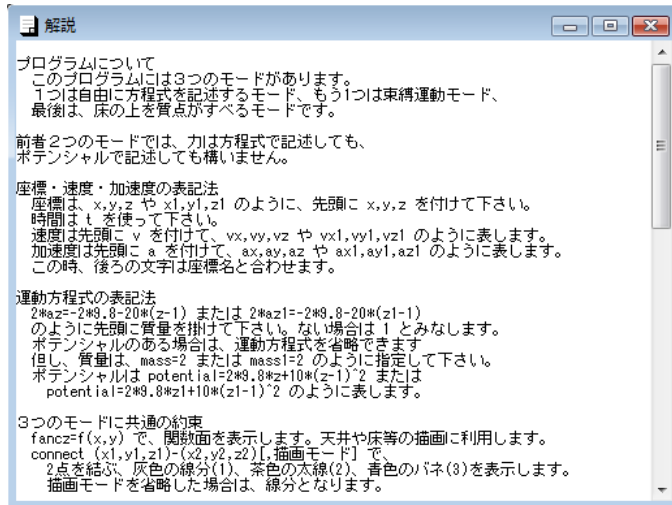 解説
プログラムについて
このプログラムには３つのモードがあります。
１つは自由に方程式を記述するモード、もう１つは束縛運動モード、
最後は、床の上を質点がすべるモードです。
前者２つのモードでは、力は方程式で記述しても、
ポテンシャルで記述しても構いません。
座標・速度・加速度の表記法
座標は、x,y,z や x1,y1,z1 のように、先頭に x,y,z を付けて下さい。
時間は t を使って下さい。
速度は先頭に v を付けて、vx,vy,vz や vx1,vy1,vz1 のように表します。
加速度は先頭に a を付けて、ax,ay,az や ax1,ay1,az1 のように表します。
この時、後ろの文字は座標名と合わせます。
運動方程式の表記法
2*az=-2*9.8-20*(z-1) または 2*az1=-2*9.8-20*(z1-1)
のように先頭に質量を掛けて下さい。ない場合は 1 とみなします。
ポテンシャルのある場合は、運動方程式を省略できます
但し、質量は、mass=2 または mass1=2 のように指定して下さい。
ポテンシャルは potential=2*9.8*z+10*(z-1)^2 または
potential=2*9.8*z1+10*(z1-1)^2 のように表します。
３つのモードに共通の約束
fancz=f(x,y) で、関数面を表示します。天井や床等の描画に利用します。
connect (x1,y1,z1)-(x2,y2,z2)[,描画モード] で、
2点を結ぶ、灰色の線分(1)、茶色の太線(2)、青色のバネ(3)を表示します。
描画モードを省略した場合は、線分となります。